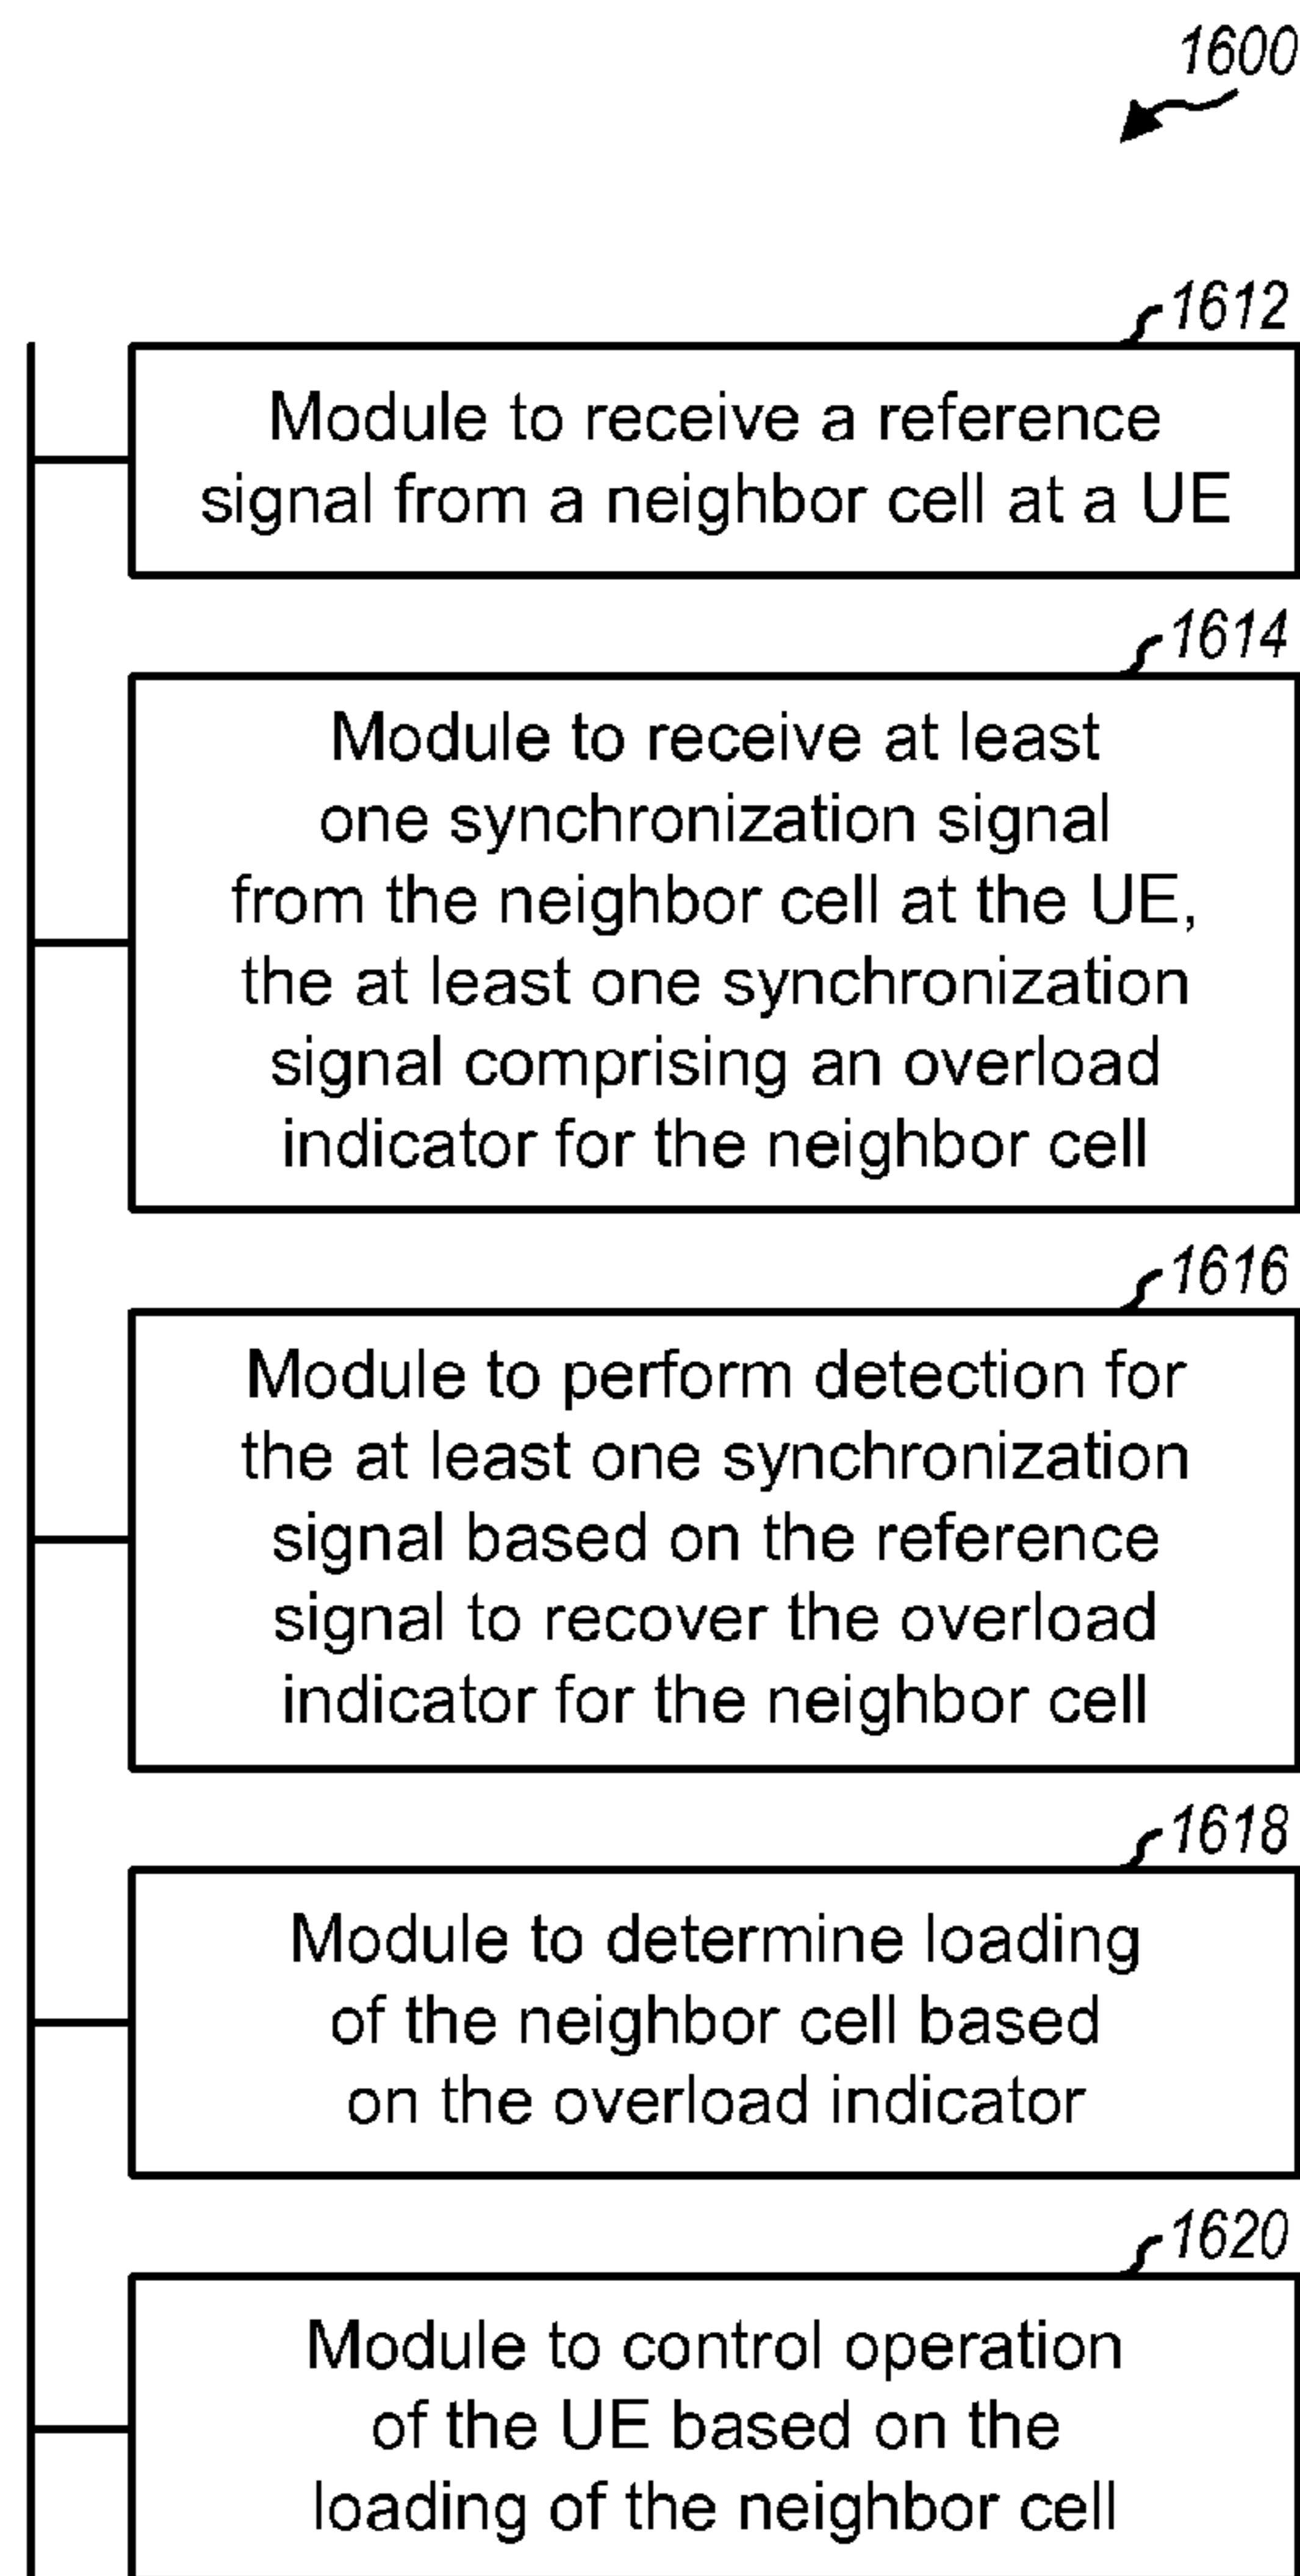 1600
1612
Module to receive a reference
signal from a neighbor cell at a UE
1614
Module to receive at least
one synchronization signal
from the neighbor cell at the UE,
the at least one synchronization
signal comprising an overload
indicator for the neighbor cell
1616
Module to perform detection for
the at least one synchronization
signal based on the reference
signal to recover the overload
indicator for the neighbor cell
1618
Module to determine loading
of the neighbor cell based
on the overload indicator
1620
Module to control operation
of the UE based on the
loading of the neighbor cell